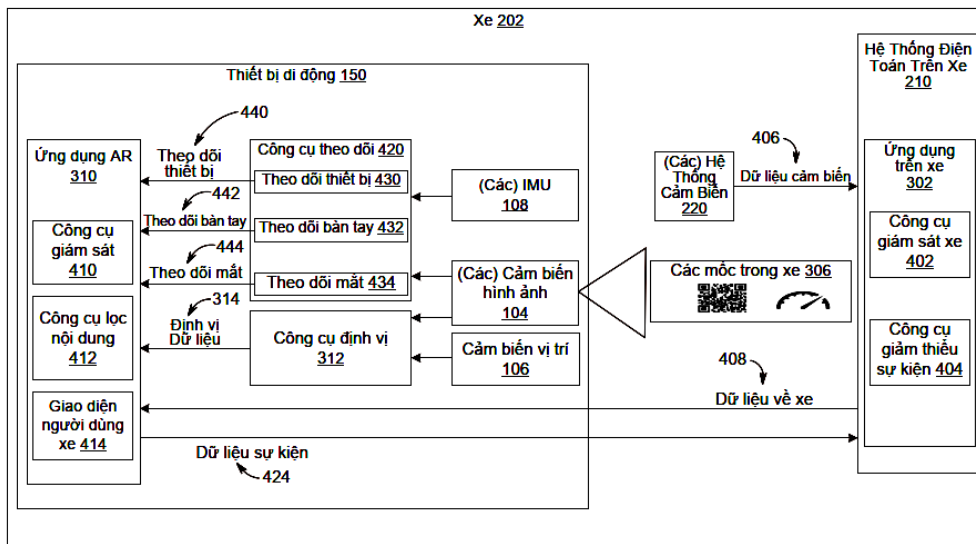 Xe 202
Thiết bị di động 150
Hệ Thống Điện
Toán Trên Xe
210
440
Ứng dụng AR
310
Theo dõi
thiết bị
Công cụ theo dõi 420
Theo dõi thiết bị 430
442
Theo dõi bàn tay
Theo dõi bàn tay 432
444
Theo dõi mắt
Theo dõi mắt 434
Công cụ
giám sát
410
314
Định vị
Dữ liệu
Công cụ định vị
312
Công cụ lọc
nội dung
412
Giao diện
người dùng
xe 414
(Các) IMU
108
(Các) Cảm biến
hình ảnh
104
Cảm biến vị trí
106
(Các) Hệ
Thống
Cảm Biến
220
406
Dữ liệu cảm biến
Các mốc trong xe 306
Ứng dụng
trên xe
302
Công cụ
giám sát xe
402
Công cụ
giảm thiểu
sự kiện 404
408
Dữ liệu về xe
Dữ liệu sự kiện
424